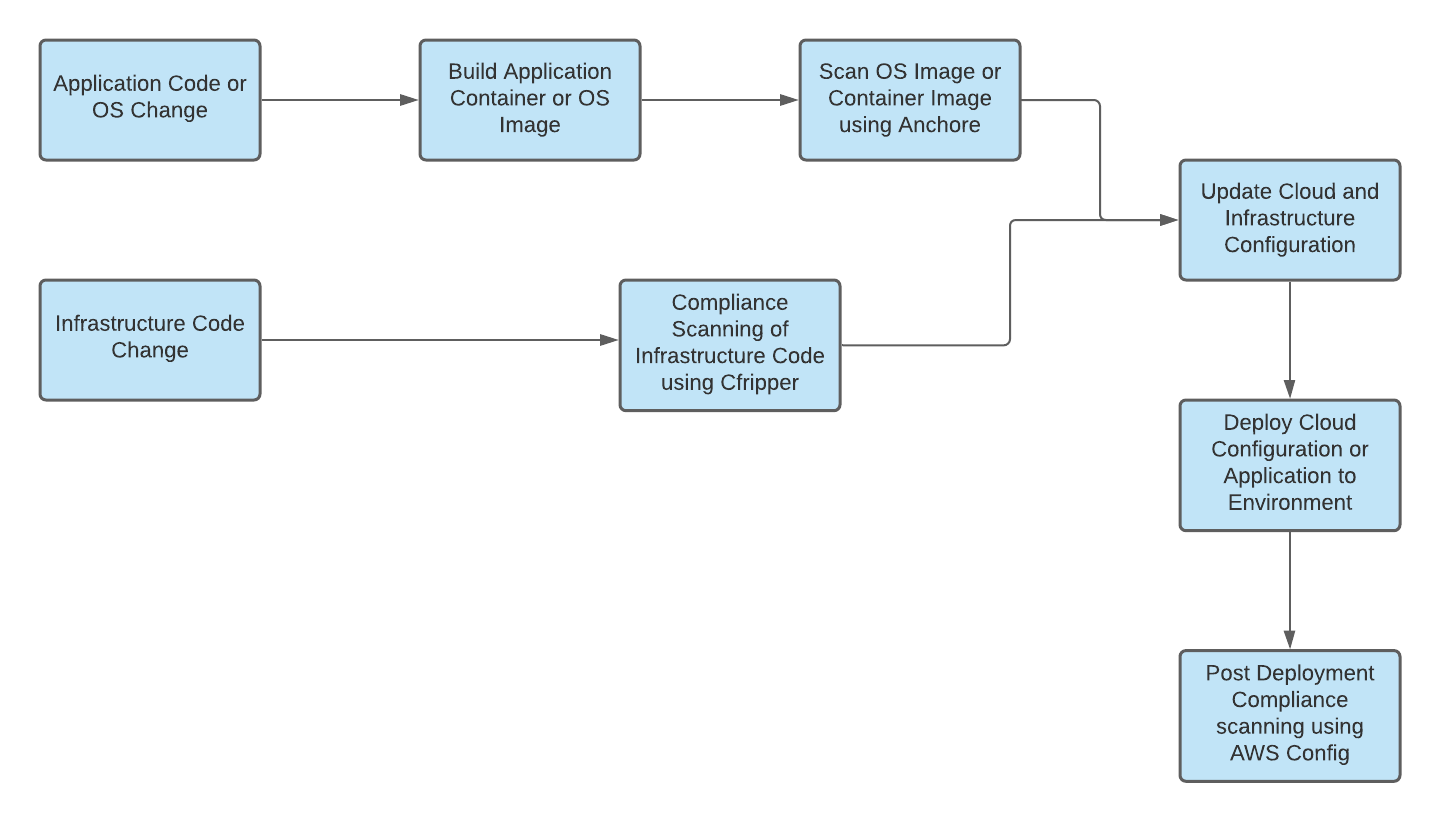 Application Code or
OS Change
Build Application
Container or OS
Image
Scan OS Image or
Container Image
using Anchore
Update Cloud and
Infrastructure
Configuration
Infrastructure Code
Change
Compliance
Scanning of
Infrastructure Code
using Cfripper
Deploy Cloud
Configuration or
Application to
Environment
Post Deployment
Compliance
scanning using
AWS Config